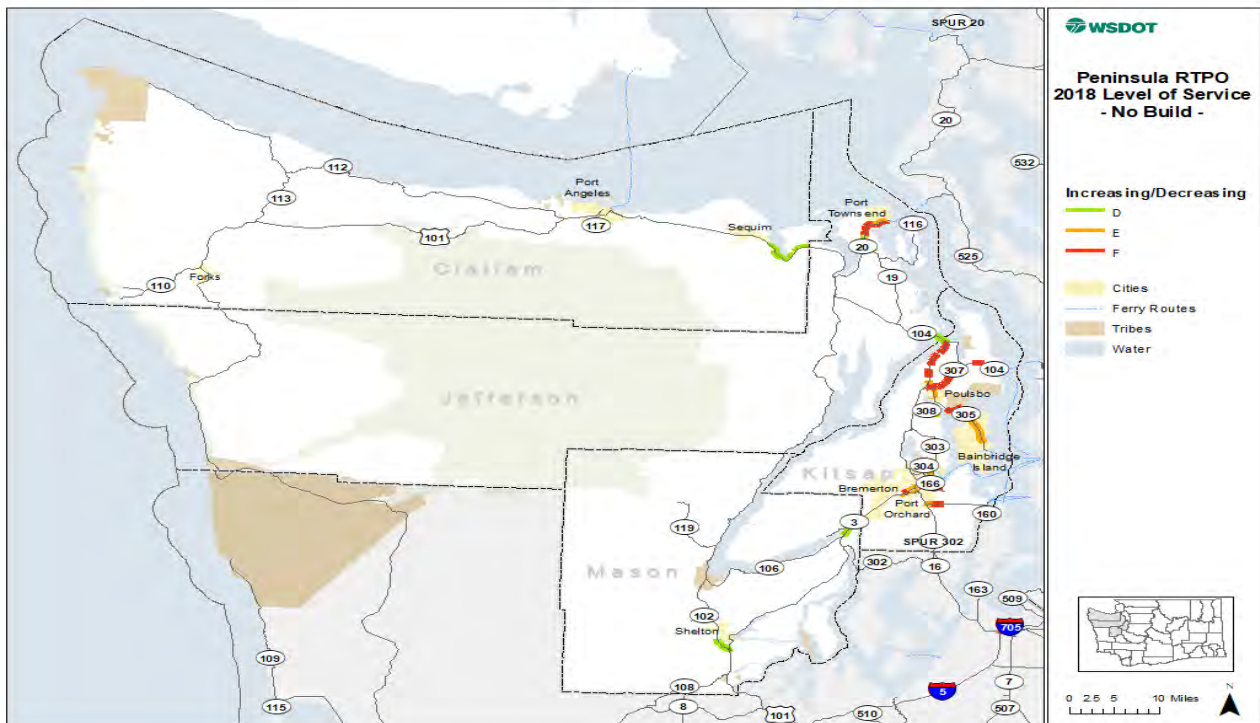 SPUR 20
20
532
112
113
Port
Angeles
117
101
Sequim
Port
Townsend
116
20
525
19
Clallam
110
Forks
104
307
104
Poulsbo
308
305
Jefferson
303
Bainbridge
Island
304
Kitsap
166
Bremerton
Port
Orchard
160
3
119
SPUR 302
106
302
16
Mason
163
509
102
Shelton
705
109
108
5
7
115
8
101
510
507
WSDOT
Peninsula RTPO
2018 Level of Service
- No Build -
Increasing/Decreasing
D
E
F
Cities
Ferry Routes
Tribes
Water
0 2.5 5 10 Miles
N